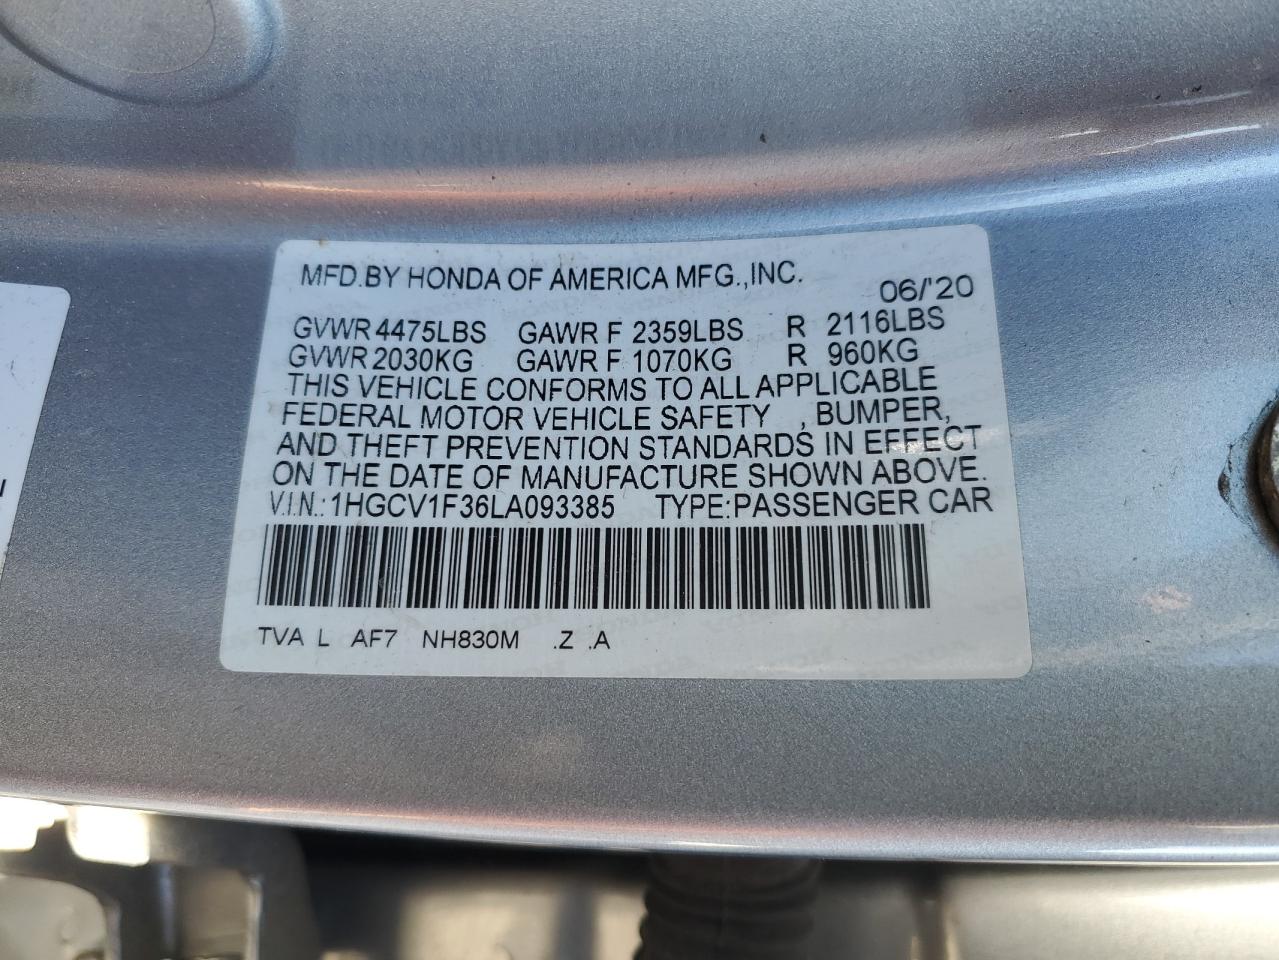 MFD.BY HONDA OF AMERICA MFG.,INC.
06/'20
GVWR 4475LBS GAWR F 2359LBS R 2116LBS
GVWR 2030KG GAWR F 1070KG R 960KG
THIS VEHICLE CONFORMS TO ALL APPLICABLE
FEDERAL MOTOR VEHICLE SAFETY , BUMPER,
AND THEFT PREVENTION STANDARDS IN EFFECT
ON THE DATE OF MANUFACTURE SHOWN ABOVE.
V.I.N.:1HGCV1F36LA093385 TYPE:PASSENGER CAR
TVA L AF7 NH830M .Z .A